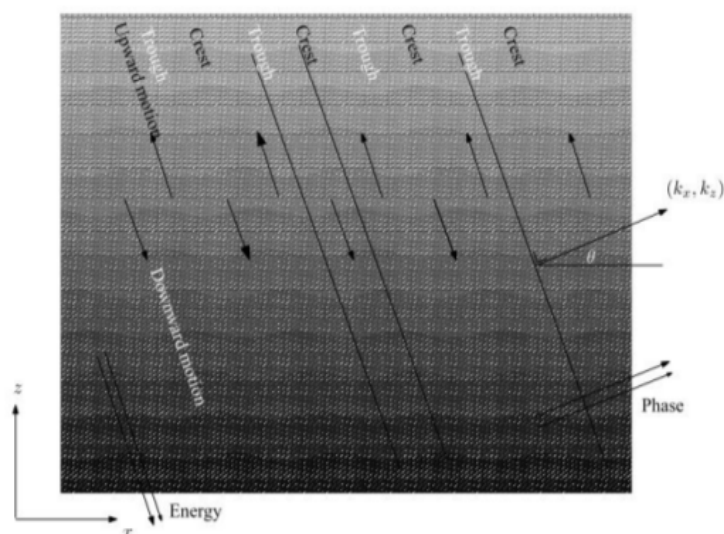 Trough
Crest
Trough
Crest
Trough
Crest
Trough
Crest
Upward motion
(k_x, k_z)
θ
Downward motion
z
Phase
Energy
x